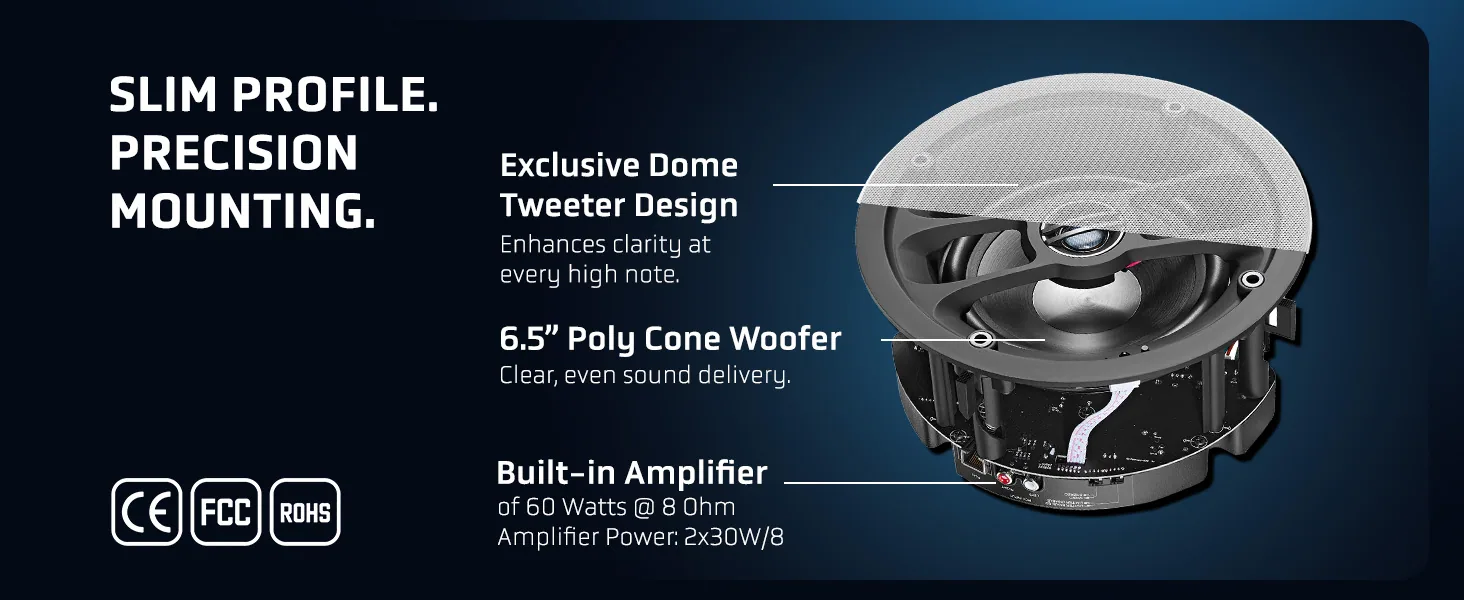 SLIM PROFILE.
PRECISION
MOUNTING.
Exclusive Dome
Tweeter Design
Enhances clarity at
every high note.
6.5” Poly Cone Woofer
Clear, even sound delivery.
Built-in Amplifier
of 60 Watts @ 8 Ohm
Amplifier Power: 2x30W/8
CE FCC ROHS